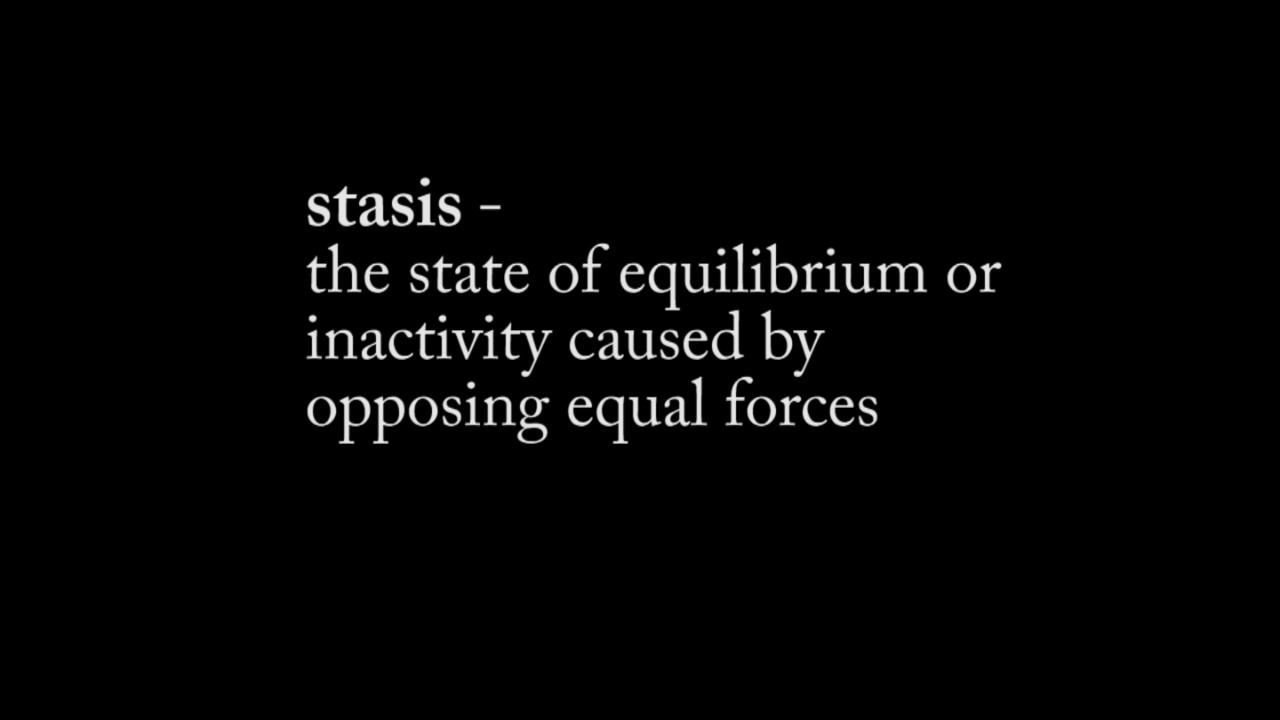 stasis -
the state of equilibrium or
inactivity caused by
opposing equal forces